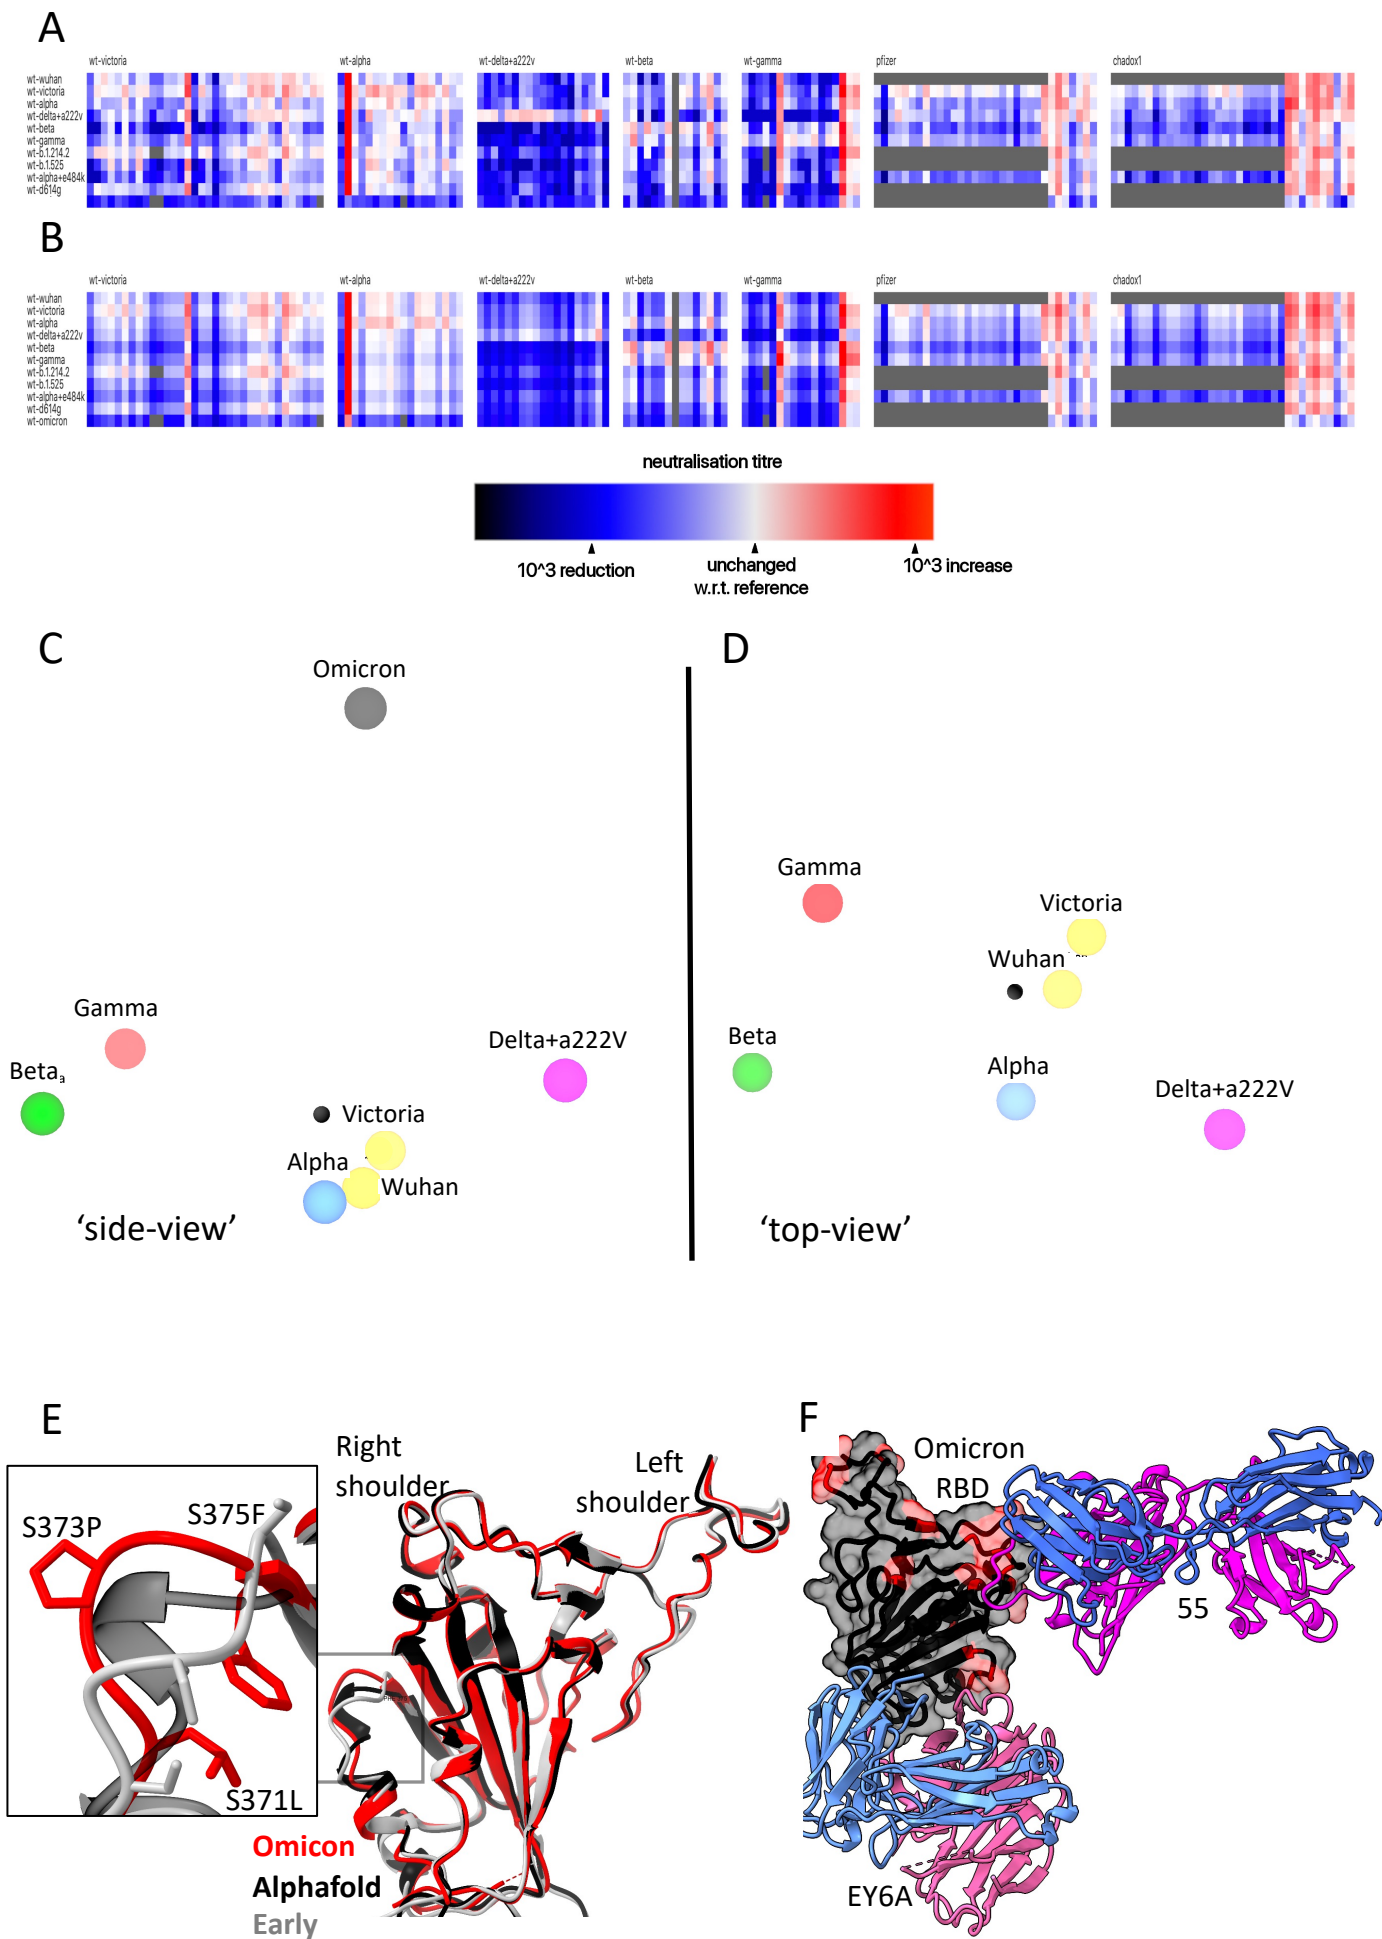 A
wt-victoria
wt-alpha
wt-delta+a222v
wt-beta
wt-gamma
pfizer
chadox1
wt-wuhan
wt-victoria
wt-alpha
wt-delta+a222v
wt-beta
wt-gamma
wt-b.1.214.2
wt-b.1.525
wt-alpha+e484k
wt-d614g
B
wt-victoria
wt-alpha
wt-delta+a222v
wt-beta
wt-gamma
pfizer
chadox1
wt-wuhan
wt-victoria
wt-alpha
wt-delta+a222v
wt-beta
wt-gamma
wt-b.1.214.2
wt-b.1.525
wt-alpha+e484k
wt-d614g
wt-omicron
neutralisation titre
10^3 reduction
unchanged
w.r.t. reference
10^3 increase
C
Omicron
Gamma
Beta
Delta+a222V
Victoria
Alpha
Wuhan
'side-view'
D
Gamma
Victoria
Wuhan
Beta
Alpha
Delta+a222V
'top-view'
E
Right
shoulder
Left
shoulder
S373P
S375F
S371L
Omicon
Alphafold
Early
F
Omicron
RBD
55
EY6A